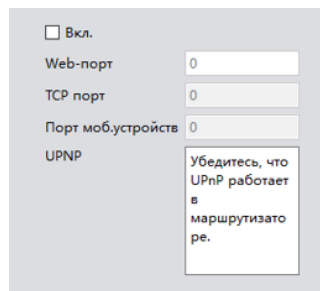 Вкл.
Web-порт 0
TCP порт 0
Порт моб.устройств 0
UPNP
Убедитесь, что
UPnP работает
в
маршрутизато
ре.